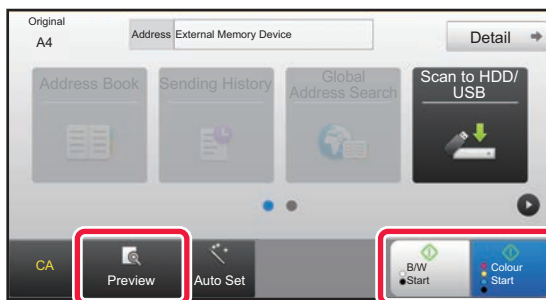 Original
A4
Address External Memory Device
Detail
Address Book
Sending History
Global
Address Search
Scan to HDD/
USB
CA
Preview
Auto Set
B/W
Start
Colour
Start